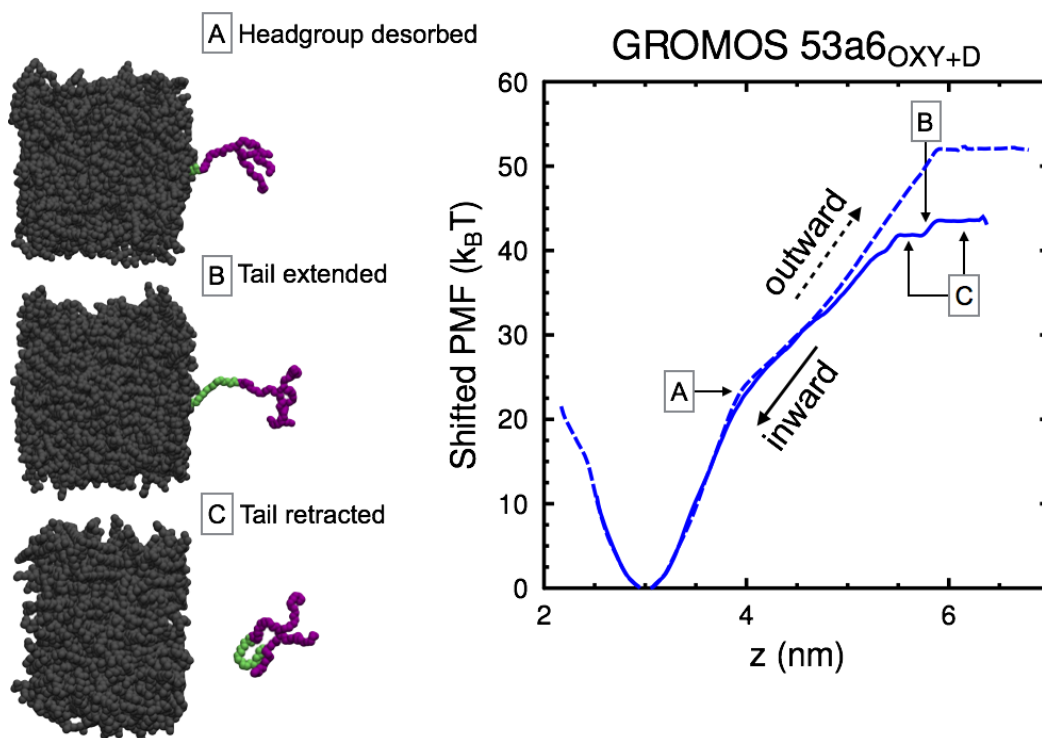 A Headgroup desorbed
B Tail extended
C Tail retracted
GROMOS 53a6OXY+D
Shifted PMF (kBT)
60
50
40
30
20
10
0
B
outward
C
A
inward
2
4
6
z (nm)